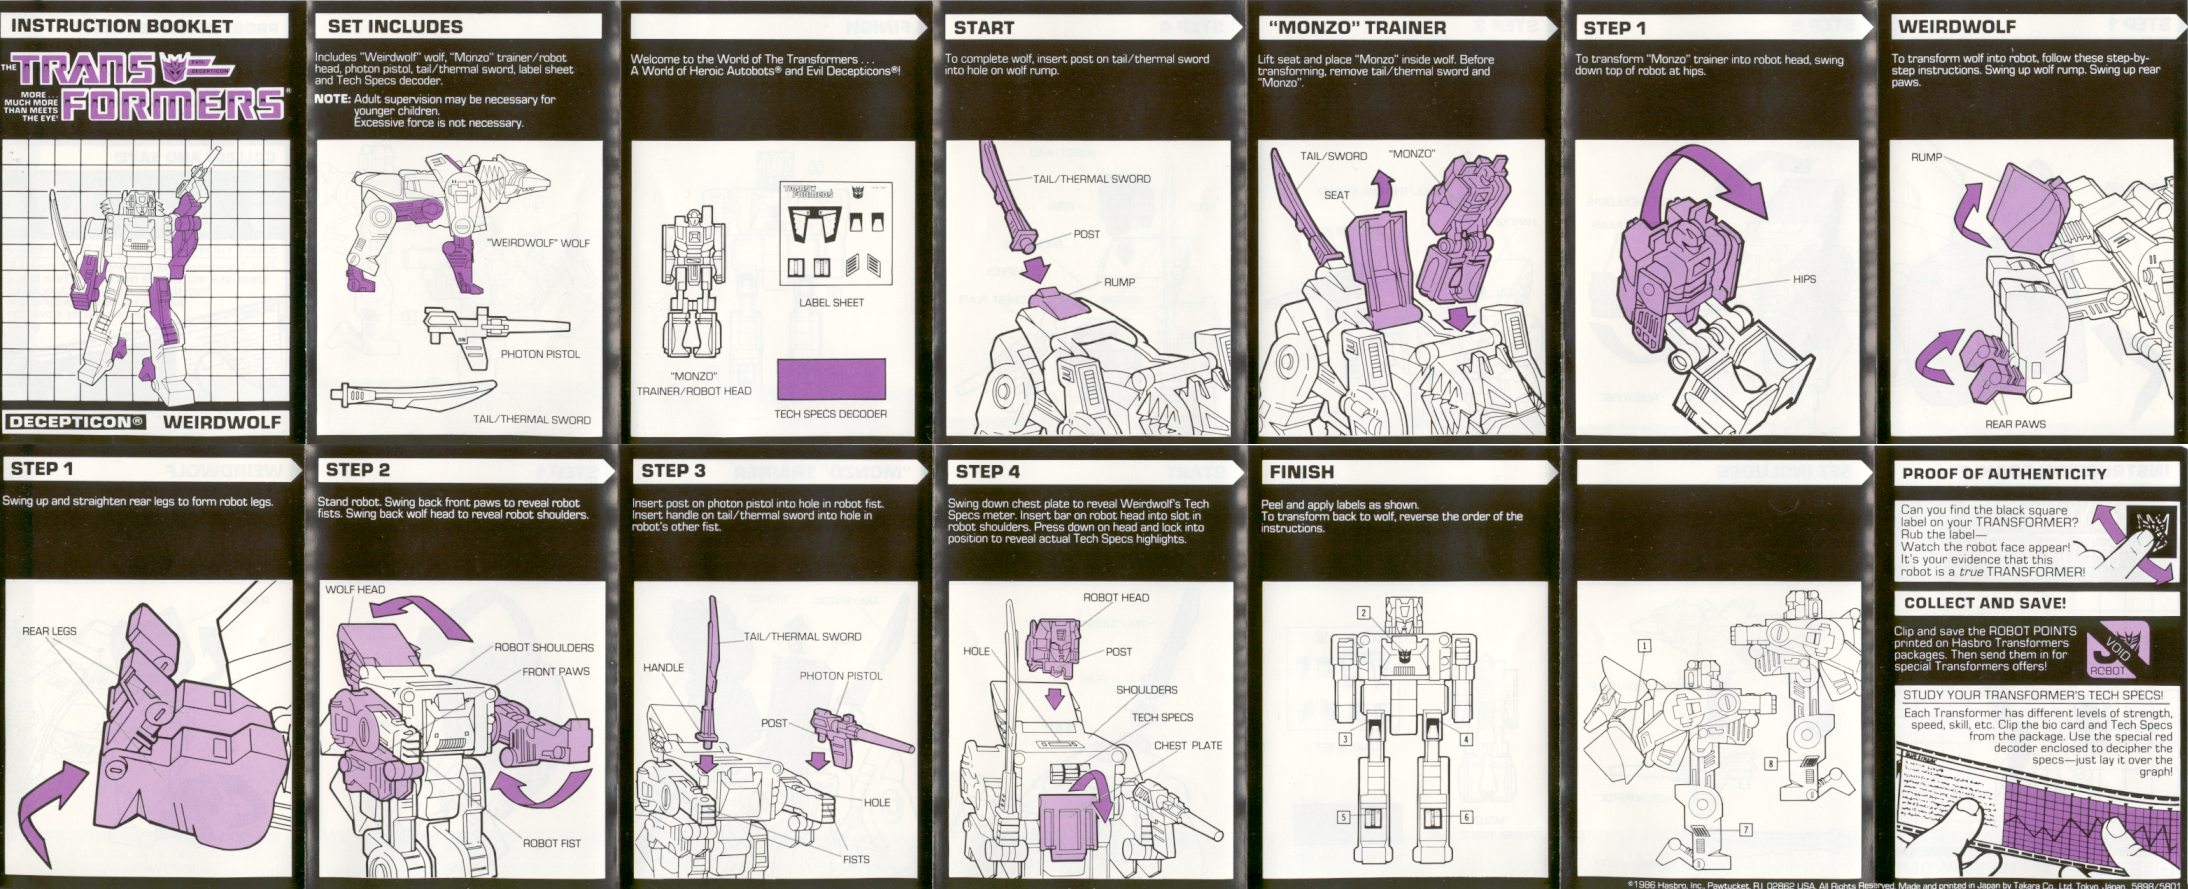 INSTRUCTION BOOKLET
THE TRANSFORMERS
EVIL DECEPTICON
MORE . . .
MUCH MORE
THAN MEETS
THE EYE
DECEPTICON® WEIRDWOLF
SET INCLUDES
Includes "Weirdwolf" wolf, "Monzo" trainer/robot
head, photon pistol, tail/thermal sword, label sheet
and Tech Specs decoder.
NOTE: Adult supervision may be necessary for
younger children.
Excessive force is not necessary.
"WEIRDWOLF" WOLF
PHOTON PISTOL
TAIL/THERMAL SWORD
Welcome to the World of The Transformers . . .
A World of Heroic Autobots® and Evil Decepticons®!
TRANSFORMERS
LABEL SHEET
"MONZO"
TRAINER/ROBOT HEAD
TECH SPECS DECODER
START
To complete wolf, insert post on tail/thermal sword
into hole on wolf rump.
TAIL/THERMAL SWORD
POST
RUMP
"MONZO" TRAINER
Lift seat and place "Monzo" inside wolf. Before
transforming, remove tail/thermal sword and
"Monzo".
TAIL/SWORD
"MONZO"
SEAT
STEP 1
To transform "Monzo" trainer into robot head, swing
down top of robot at hips.
HIPS
WEIRDWOLF
To transform wolf into robot, follow these step-by-
step instructions. Swing up wolf rump. Swing up rear
paws.
RUMP
REAR PAWS
STEP 1
Swing up and straighten rear legs to form robot legs.
REAR LEGS
STEP 2
Stand robot. Swing back front paws to reveal robot
fists. Swing back wolf head to reveal robot shoulders.
WOLF HEAD
ROBOT SHOULDERS
FRONT PAWS
ROBOT FIST
STEP 3
Insert post on photon pistol into hole in robot fist.
Insert handle on tail/thermal sword into hole in
robot's other fist.
TAIL/THERMAL SWORD
HANDLE
PHOTON PISTOL
POST
HOLE
FISTS
STEP 4
Swing down chest plate to reveal Weirdwolf's Tech
Specs meter. Insert bar on robot head into slot in
robot shoulders. Press down on head and lock into
position to reveal actual Tech Specs highlights.
ROBOT HEAD
HOLE
POST
SHOULDERS
TECH SPECS
CHEST PLATE
FINISH
Peel and apply labels as shown.
To transform back to wolf, reverse the order of the
instructions.
2
3
4
5
6
1
8
7
PROOF OF AUTHENTICITY
Can you find the black square
label on your TRANSFORMER?
Rub the label—
Watch the robot face appear!
It's your evidence that this
robot is a true TRANSFORMER!
COLLECT AND SAVE!
Clip and save the ROBOT POINTS
printed on Hasbro Transformers
packages. Then send them in for
special Transformers offers!
VOID
ROBOT
STUDY YOUR TRANSFORMER'S TECH SPECS!
Each Transformer has different levels of strength,
speed, skill, etc. Clip the bio card and Tech Specs
from the package. Use the special red
decoder enclosed to decipher the
specs—just lay it over the
graph!
©1986 Hasbro, Inc., Pawtucket, R.I. 02862 USA. All Rights Reserved. Made and printed in Japan by Takara Co., Ltd. Tokyo, Japan. 5898/5801